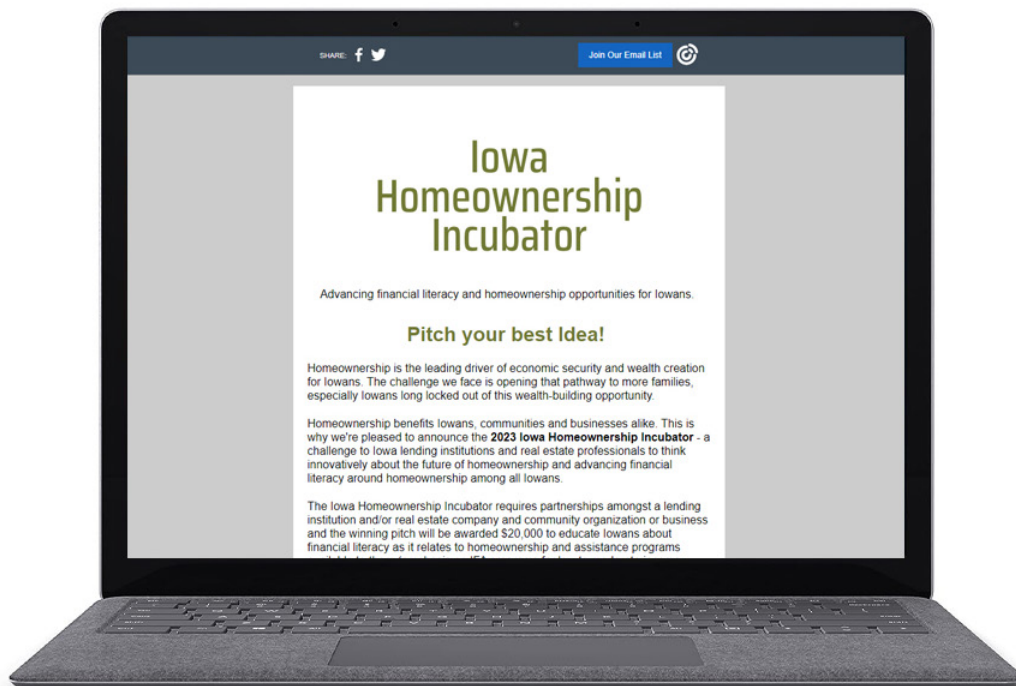 SHARE:
Join Our Email List
Iowa
Homeownership
Incubator
Advancing financial literacy and homeownership opportunities for Iowans.
Pitch your best Idea!
Homeownership is the leading driver of economic security and wealth creation
for Iowans. The challenge we face is opening that pathway to more families,
especially Iowans long locked out of this wealth-building opportunity.
Homeownership benefits Iowans, communities and businesses alike. This is
why we're pleased to announce the 2023 Iowa Homeownership Incubator - a
challenge to Iowa lending institutions and real estate professionals to think
innovatively about the future of homeownership and advancing financial
literacy around homeownership among all Iowans.
The Iowa Homeownership Incubator requires partnerships amongst a lending
institution and/or real estate company and community organization or business
and the winning pitch will be awarded $20,000 to educate Iowans about
financial literacy as it relates to homeownership and assistance programs